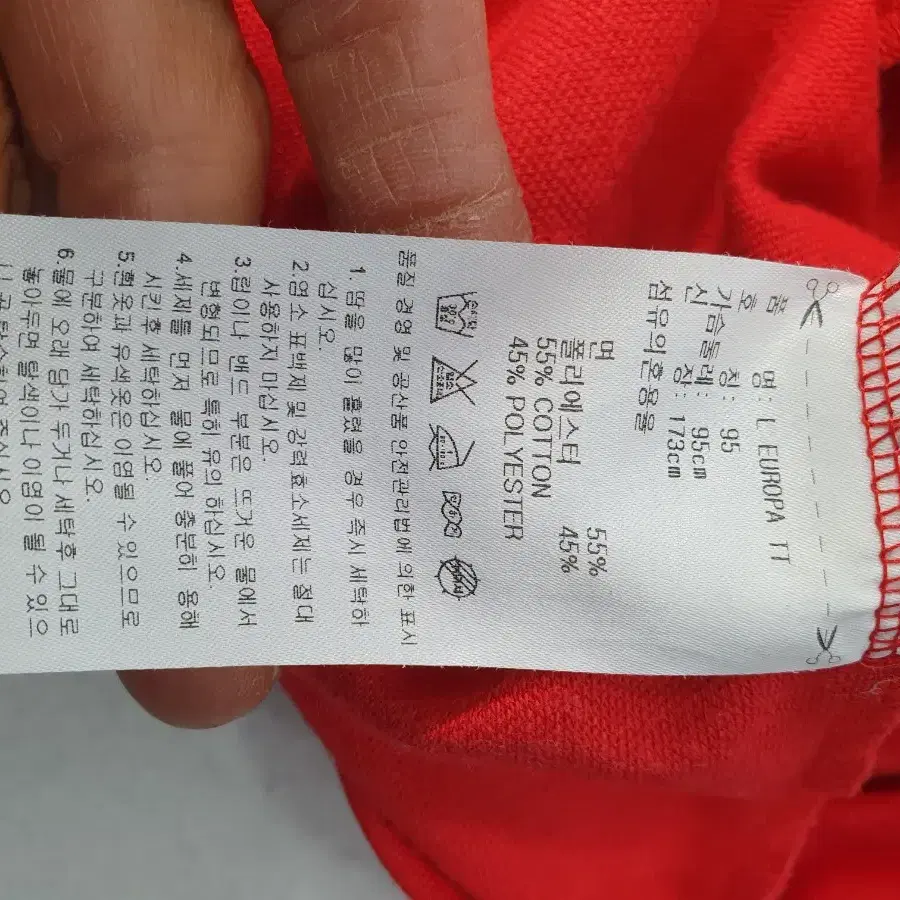 품 명: L EUROPA TT
호 칭: 95
가슴둘레: 95cm
신 장: 173cm
섬유의혼용율
면 55%
폴리에스터 45%
55% COTTON
45% POLYESTER
품질 경영 및 공산품 안전관리법에 의한 표시
1 땀을 많이 흘렸을 경우 즉시 세탁하
십시오.
2 염소 표백제및 강력효소세제는 절대
사용하지 마십시오.
3.립이나 밴드 부분은 뜨거운 물에서
변형되므로 특히 유의 하십시오.
4.세제를 먼저 물에 풀어 충분히 용해
시킨후 세탁하십시오.
5.흰옷과 유색옷은 이염될 수 있으므로
구분하여 세탁하십시오.
6.물에 오래 담가 두거나 세탁후 그대로
놓아두면 탈색이나 이염이 될 수 있으